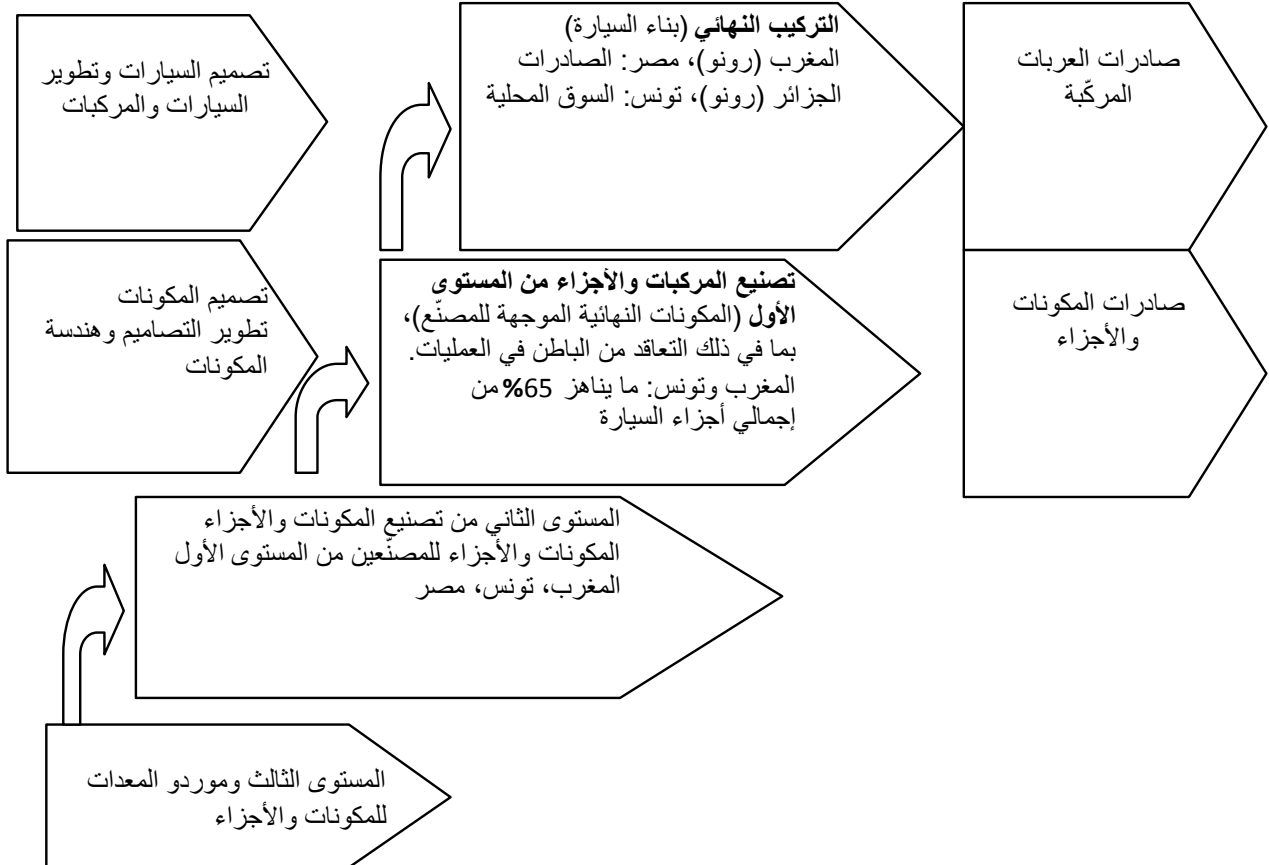 تصميم السيارات وتطوير
السيارات والمركبات
التركيب النهائي (بناء السيارة)
المغرب (رونو)، مصر: الصادرات
الجزائر (رونو)، تونس: السوق المحلية
صادرات العربات
المركّبة
تصميم المكونات
تطوير التصاميم وهندسة
المكونات
تصنيع المركبات والأجزاء من المستوى
الأول (المكونات النهائية الموجهة للمصنّع)،
بما في ذلك التعاقد من الباطن في العمليات.
المغرب وتونس: ما يناهز 65% من
إجمالي أجزاء السيارة
صادرات المكونات
والأجزاء
المستوى الثاني من تصنيع المكونات والأجزاء
المكونات والأجزاء للمصنّعين من المستوى الأول
المغرب، تونس، مصر
المستوى الثالث وموردو المعدات
للمكونات والأجزاء